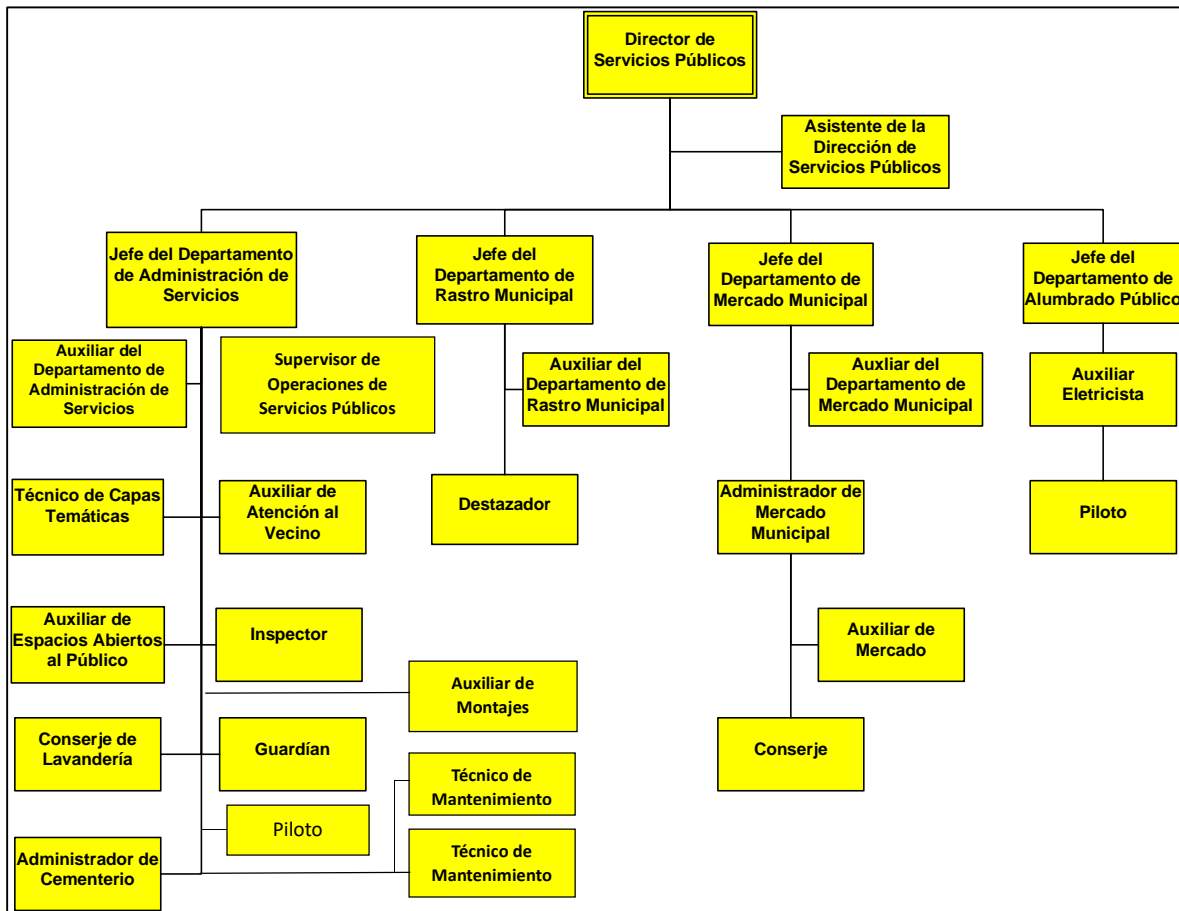 Director de
Servicios Públicos
Asistente de la
Dirección de
Servicios Públicos
Jefe del Departamento
de Administración de
Servicios
Jefe del
Departamento de
Rastro Municipal
Jefe del
Departamento de
Mercado Municipal
Jefe del
Departamento de
Alumbrado Público
Auxiliar del
Departamento de
Administración de
Servicios
Supervisor de
Operaciones de
Servicios Públicos
Auxiliar del
Departamento de
Rastro Municipal
Auxliar del
Departamento de
Mercado Municipal
Auxiliar
Eletricista
Técnico de Capas
Temáticas
Auxiliar de
Atención al
Vecino
Destazador
Administrador de
Mercado
Municipal
Piloto
Auxiliar de
Espacios Abiertos
al Público
Inspector
Auxiliar de
Mercado
Auxiliar de
Montajes
Conserje de
Lavandería
Guardían
Conserje
Técnico de
Mantenimiento
Piloto
Administrador de
Cementerio
Técnico de
Mantenimiento